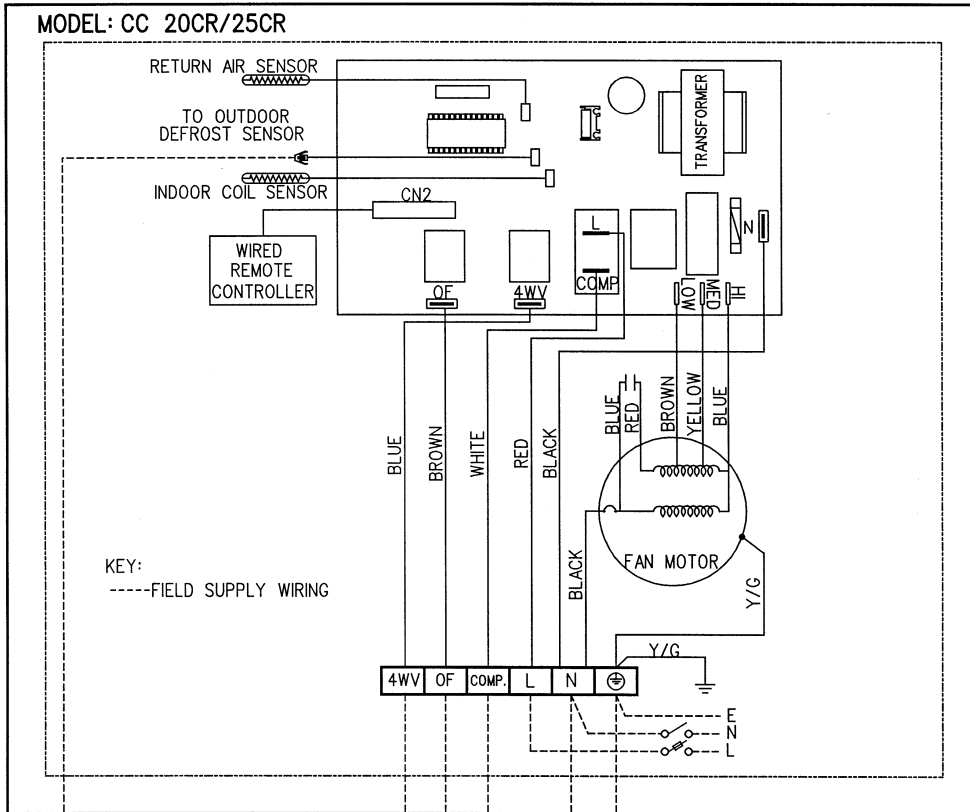 MODEL: CC 20CR/25CR
RETURN AIR SENSOR
TO OUTDOOR
DEFROST SENSOR
INDOOR COIL SENSOR
TRANSFORMER
CN2
WIRED
REMOTE
CONTROLLER
OF
4WV
L
COMP
N
LOW
MED
HI
BLUE
BROWN
WHITE
RED
BLACK
BLUE
RED
BROWN
YELLOW
BLUE
FAN MOTOR
BLACK
Y/G
KEY:
-----FIELD SUPPLY WIRING
Y/G
4WV
OF
COMP.
L
N
E
N
L